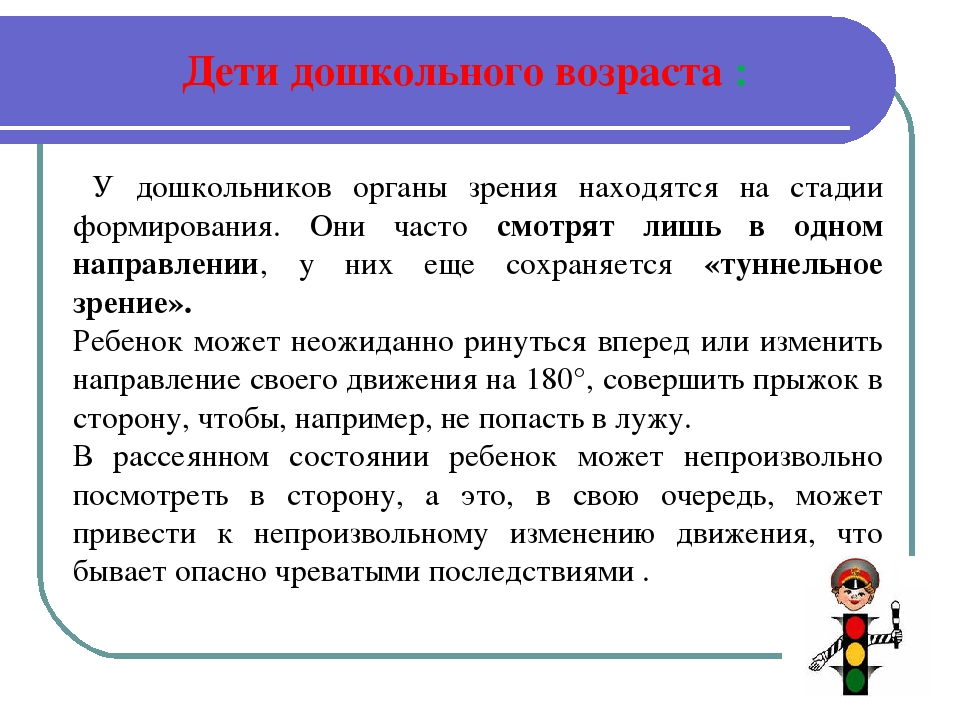 Дети дошкольного возраста :
У дошкольников органы зрения находятся на стадии
формирования. Они часто смотрят лишь в одном
направлении, у них еще сохраняется «туннельное
зрение».
Ребенок может неожиданно ринуться вперед или изменить
направление своего движения на 180°, совершить прыжок в
сторону, чтобы, например, не попасть в лужу.
В рассеянном состоянии ребенок может непроизвольно
посмотреть в сторону, а это, в свою очередь, может
привести к непроизвольному изменению движения, что
бывает опасно чреватыми последствиями .